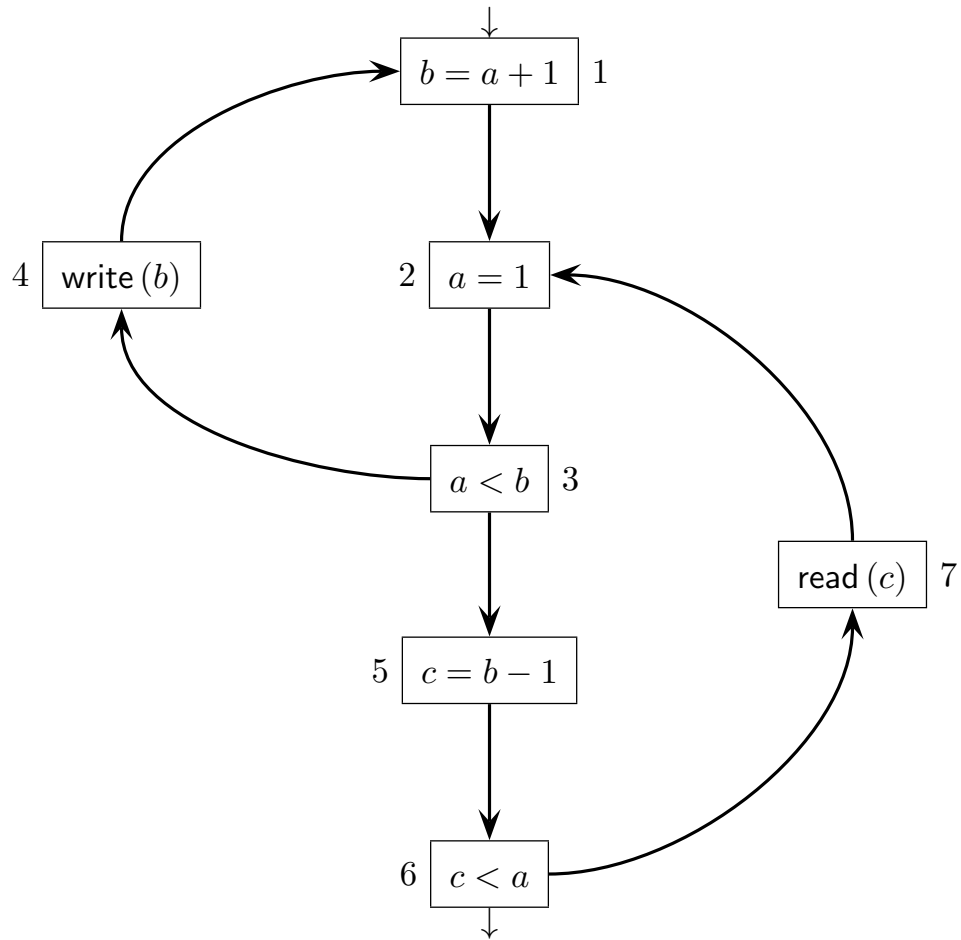 b = a + 1 1
4 write (b)
2 a = 1
a < b 3
read (c) 7
5 c = b − 1
6 c < a